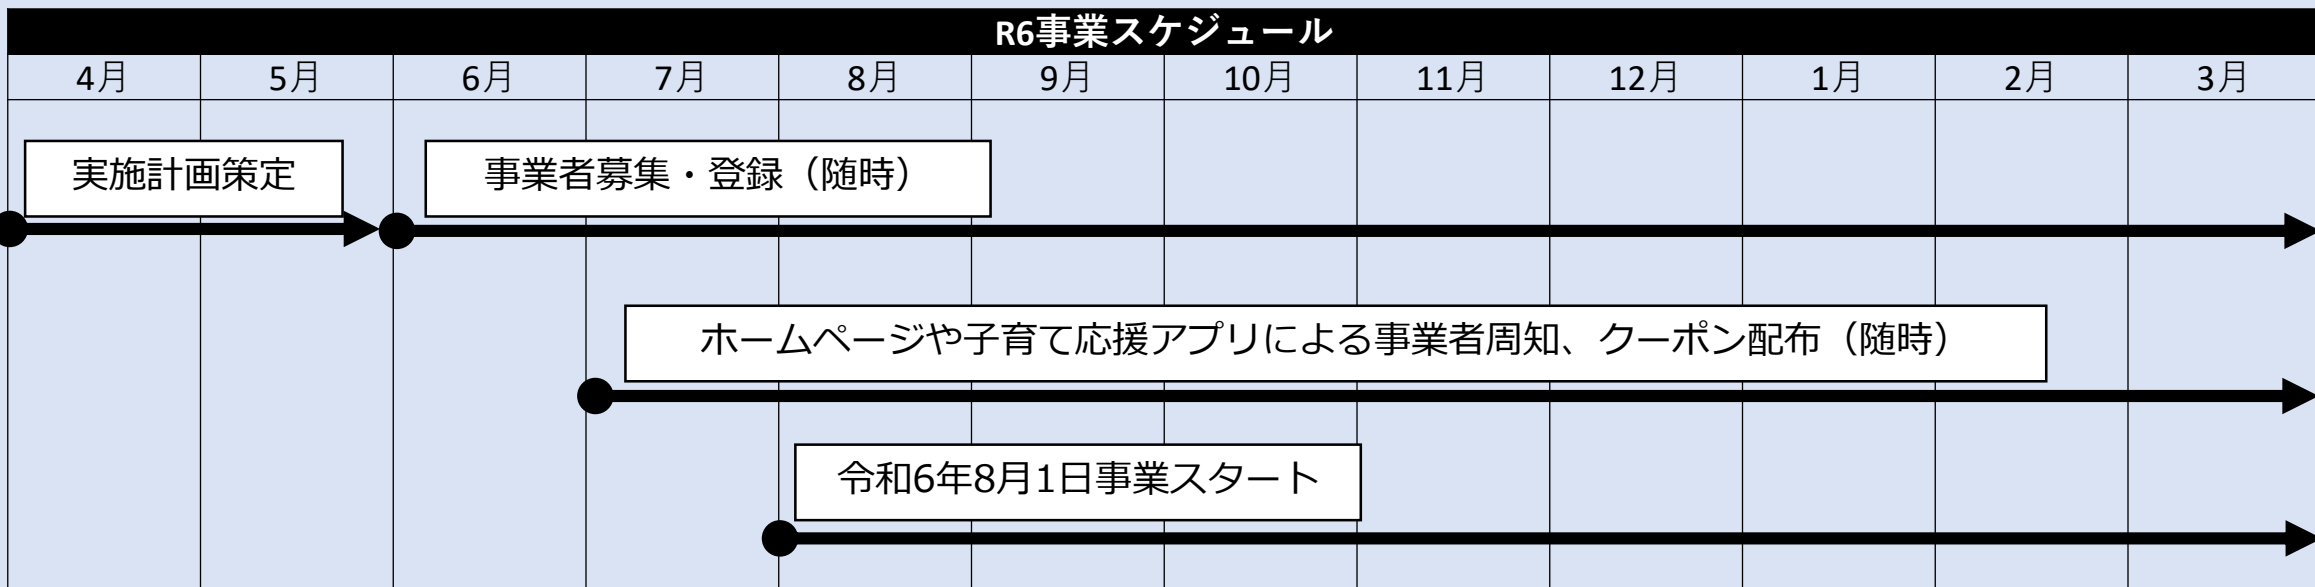 R6事業スケジュール
4月 5月 6月 7月 8月 9月 10月 11月 12月 1月 2月 3月
実施計画策定 事業者募集・登録（随時）
ホームページや子育て応援アプリによる事業者周知、クーポン配布（随時）
令和6年8月1日事業スタート